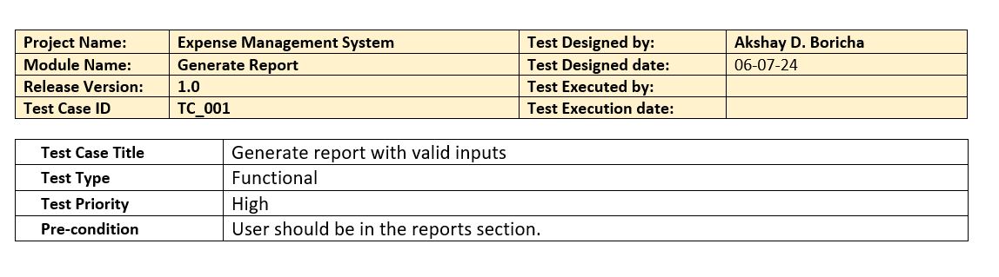 Project Name: Expense Management System Test Designed by: Akshay D. Boricha
Module Name: Generate Report Test Designed date: 06-07-24
Release Version: 1.0 Test Executed by:
Test Case ID TC_001 Test Execution date:
Test Case Title Generate report with valid inputs
Test Type Functional
Test Priority High
Pre-condition User should be in the reports section.